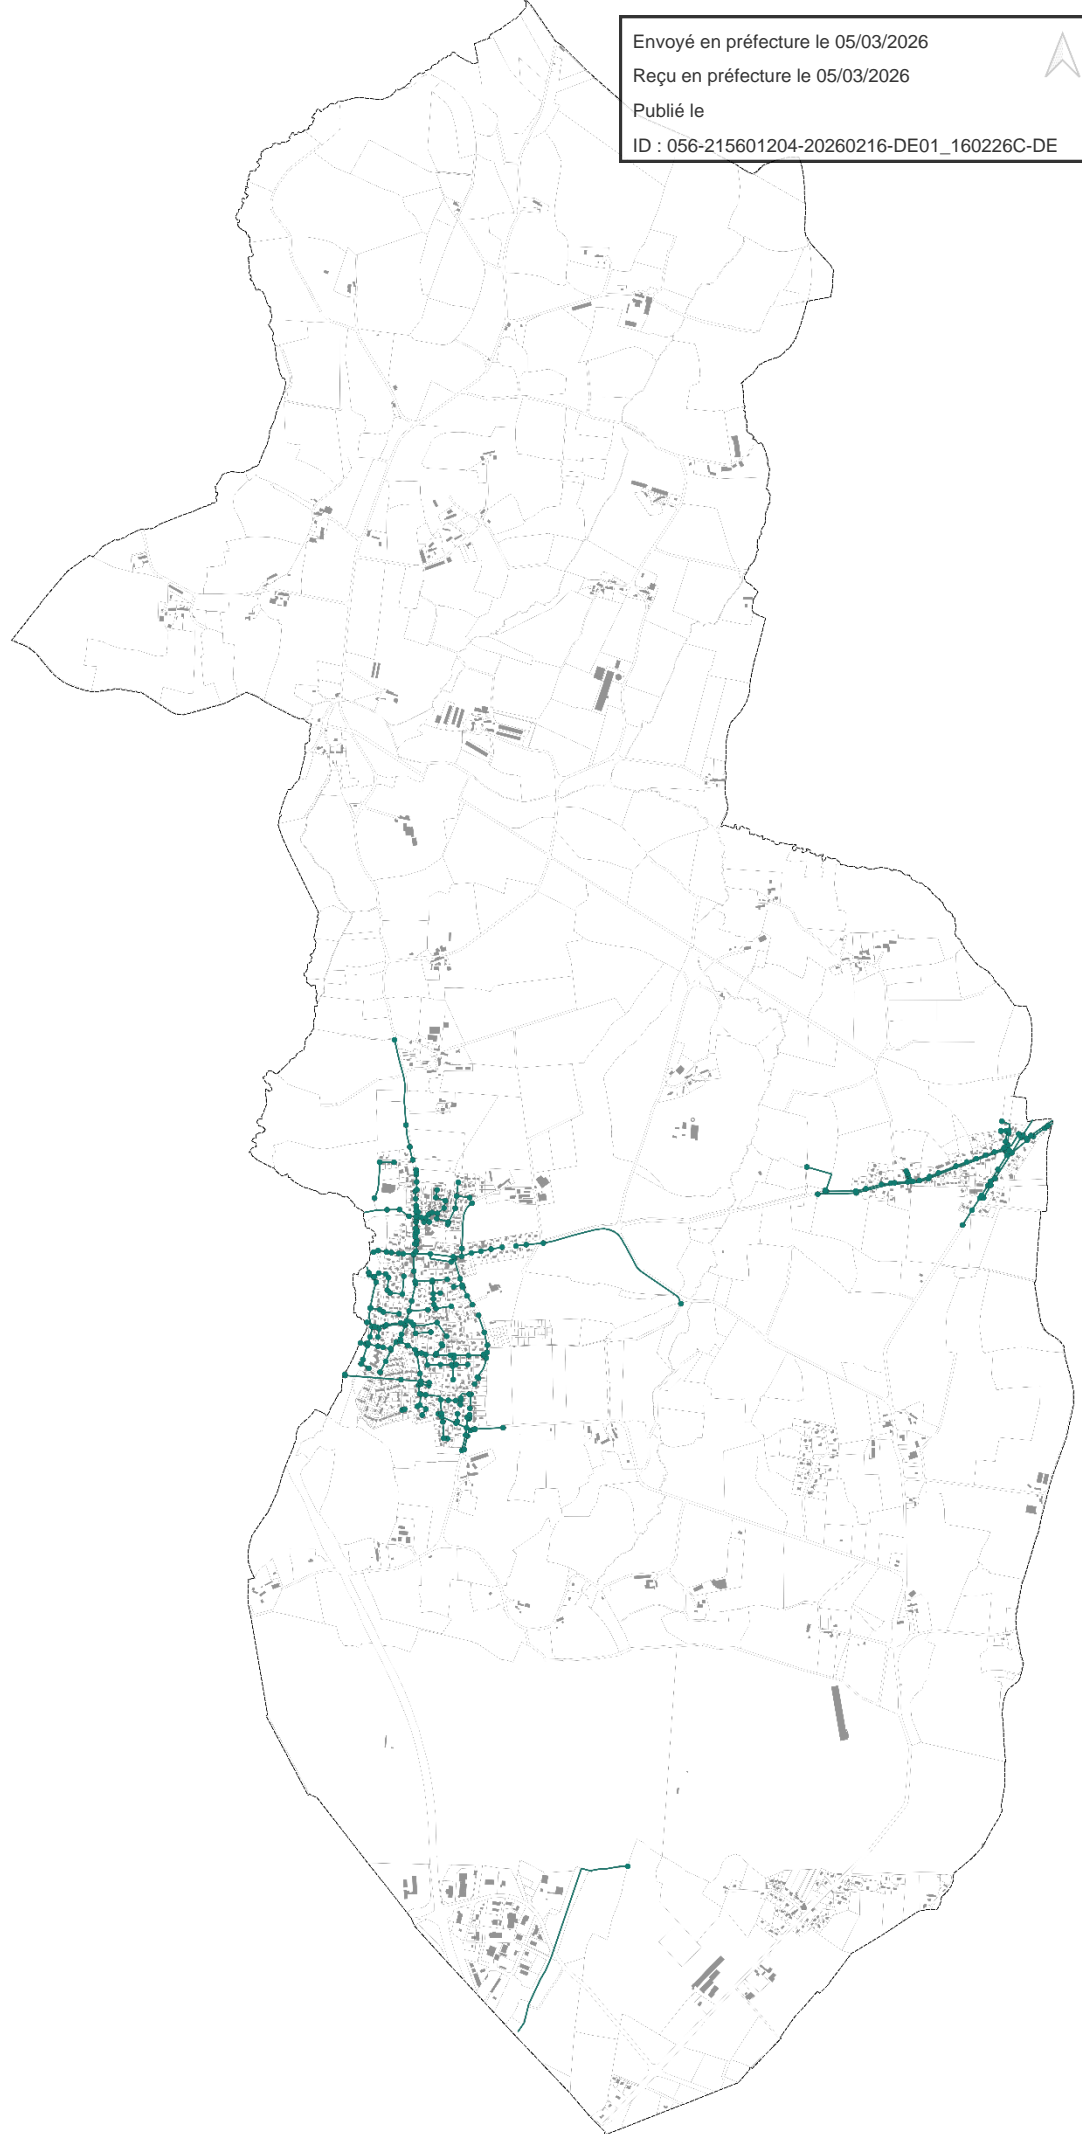 Envoyé en préfecture le 05/03/2026
Reçu en préfecture le 05/03/2026
Publié le
ID : 056-215601204-20260216-DE01_160226C-DE